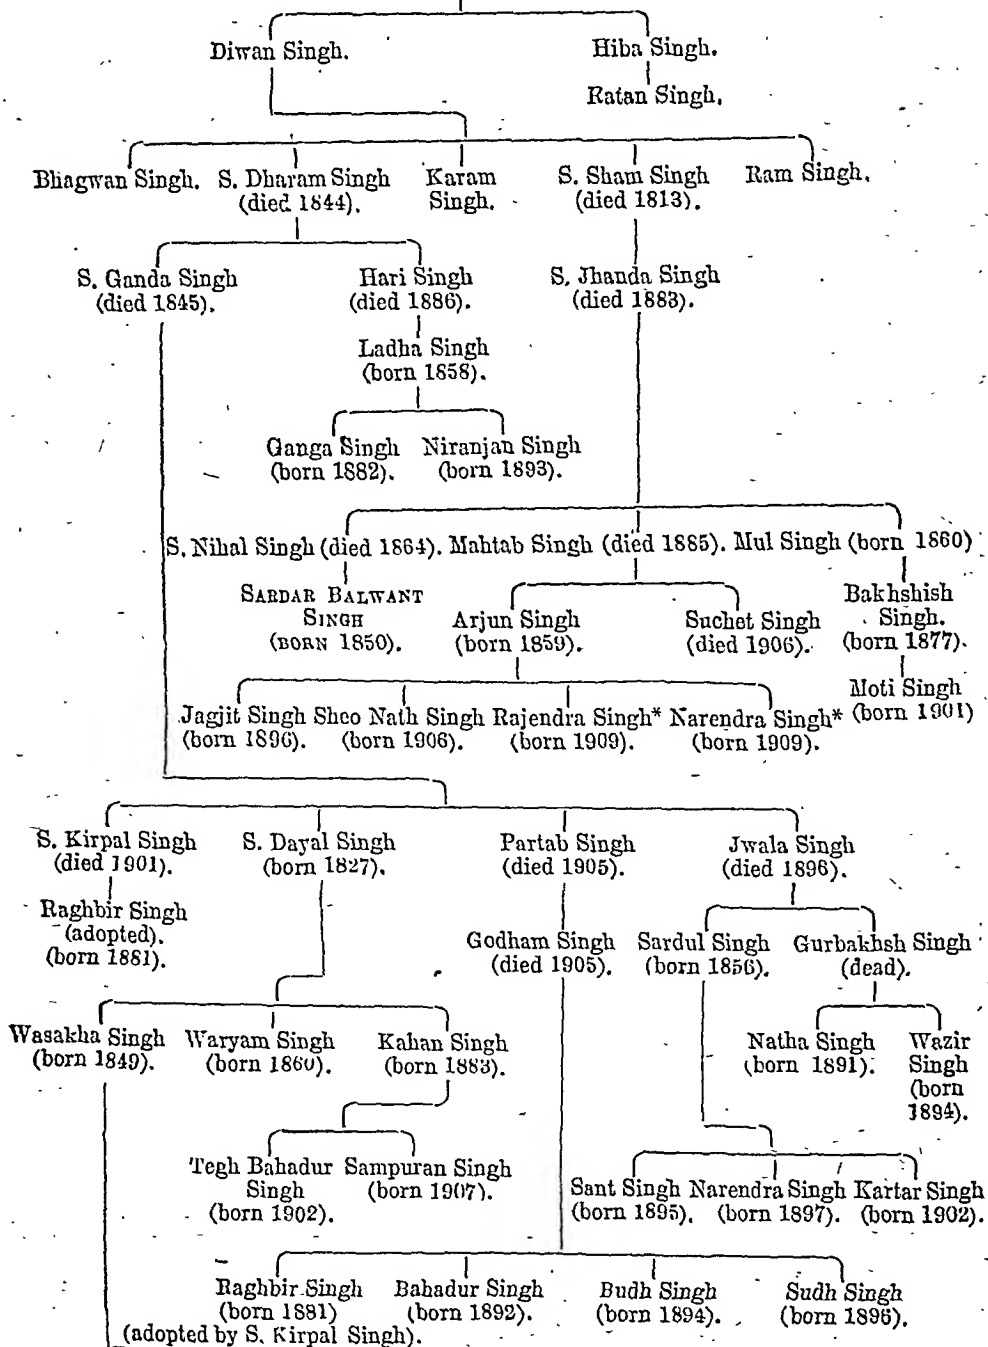 Diwan Singh. Hiba Singh.
Ratan Singh.
Bhagwan Singh. S. Dharam Singh Karam S. Sham Singh Ram Singh.
(died 1844). Singh. (died 1813).
S. Ganda Singh Hari Singh S. Jhanda Singh
(died 1845). (died 1886). (died 1883).
Ladha Singh
(born 1858).
Ganga Singh Niranjan Singh
(born 1882). (born 1893).
S. Nihal Singh (died 1864). Mahtab Singh (died 1885). Mul Singh (born 1860)
SARDAR BALWANT Arjun Singh Suchet Singh Bakhshish
SINGH (born 1859). (died 1906). Singh.
(BORN 1850). (born 1877).
Moti Singh
(born 1901)
Jagjit Singh Sheo Nath Singh Rajendra Singh* Narendra Singh*
(born 1896). (born 1906). (born 1909). (born 1909).
S. Kirpal Singh S. Dayal Singh Partab Singh Jwala Singh
(died 1901). (born 1827). (died 1905). (died 1896).
Raghbir Singh
(adopted).
(born 1881).
Godham Singh Sardul Singh Gurbakhsh Singh
(died 1905). (born 1856). (dead).
Wasakha Singh Waryam Singh Kahan Singh Natha Singh Wazir
(born 1849). (born 1860). (born 1883). (born 1891). Singh
(born
1894).
Tegh Bahadur Sampuran Singh
Singh (born 1907).
(born 1902).
Sant Singh Narendra Singh Kartar Singh
(born 1895). (born 1897). (born 1902).
Raghbir Singh Bahadur Singh Budh Singh Sudh Singh
(born 1881) (born 1892). (born 1894). (born 1896).
(adopted by S. Kirpal Singh).